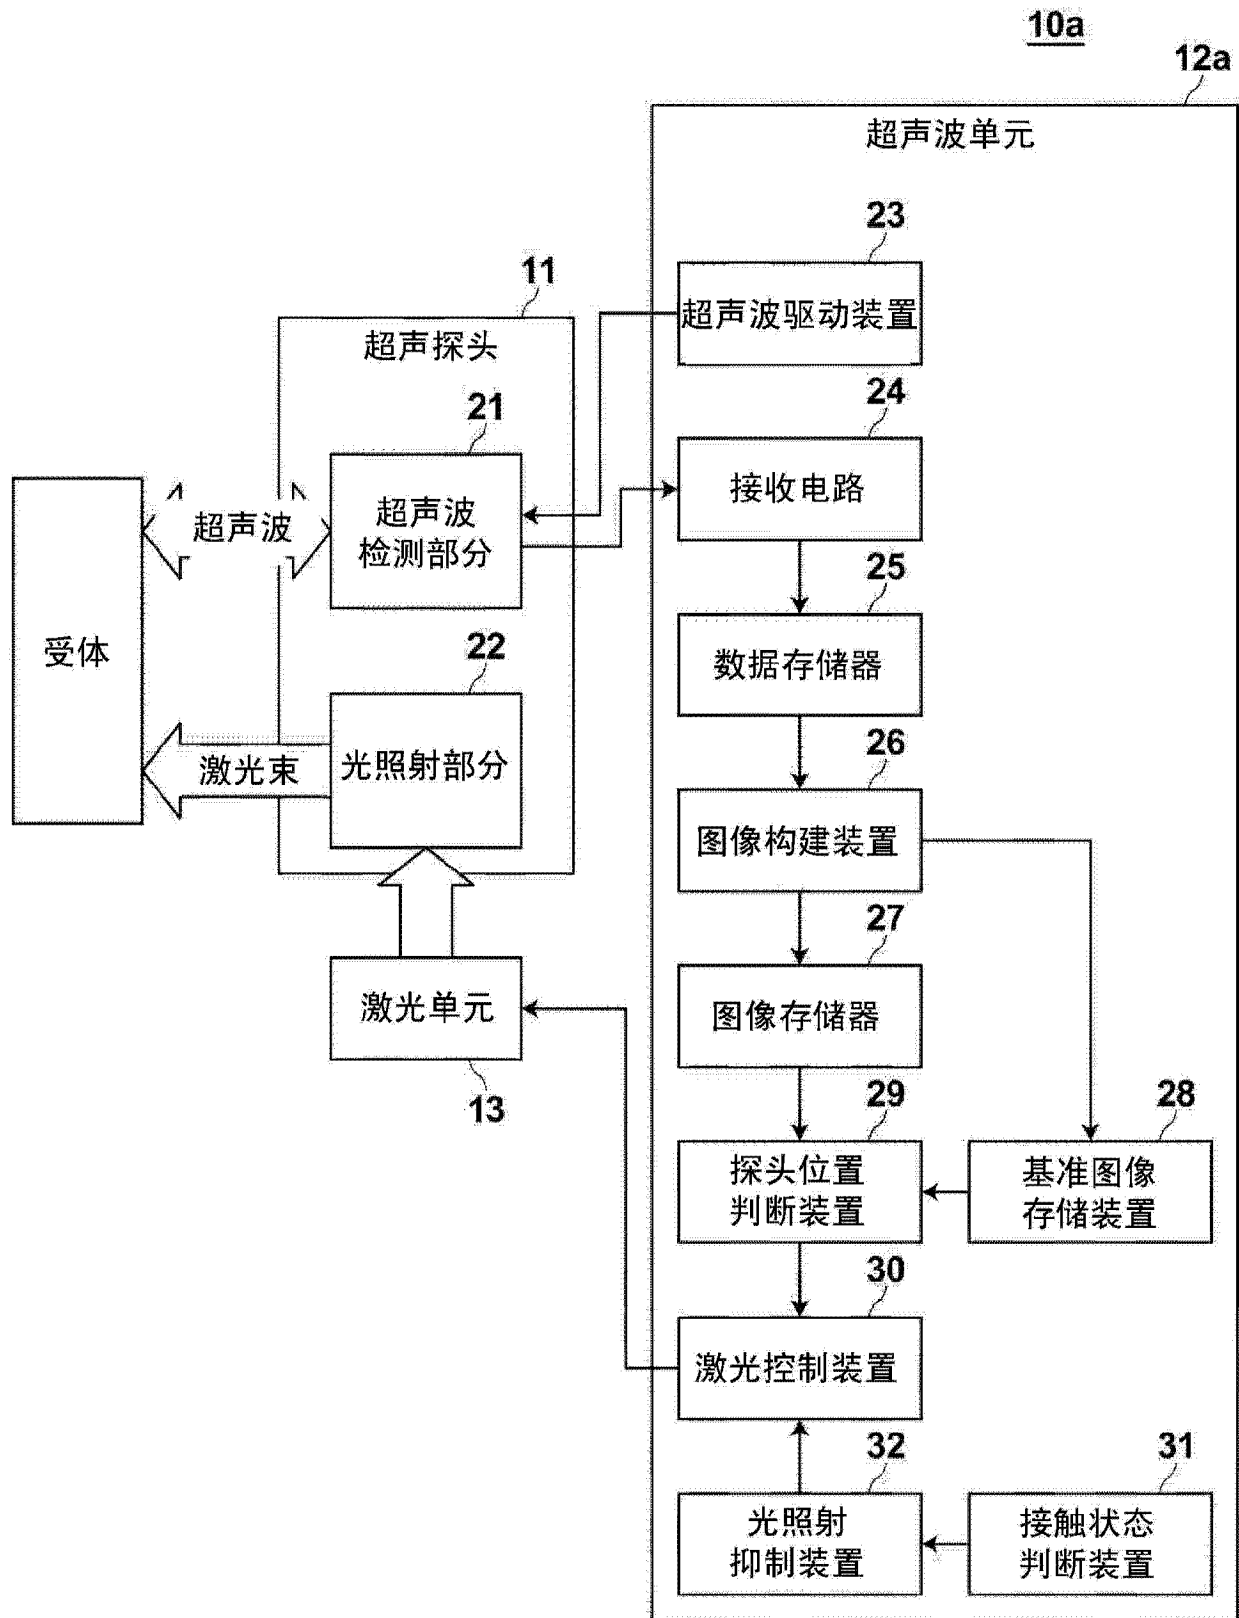 10a
12a
超声波单元
23
超声波驱动装置
11
超声探头
24
接收电路
21
超声波
检测部分
超声波
受体
25
数据存储器
22
光照射部分
激光束
26
图像构建装置
27
图像存储器
激光单元
13
29
探头位置
判断装置
28
基准图像
存储装置
30
激光控制装置
32
光照射
抑制装置
31
接触状态
判断装置